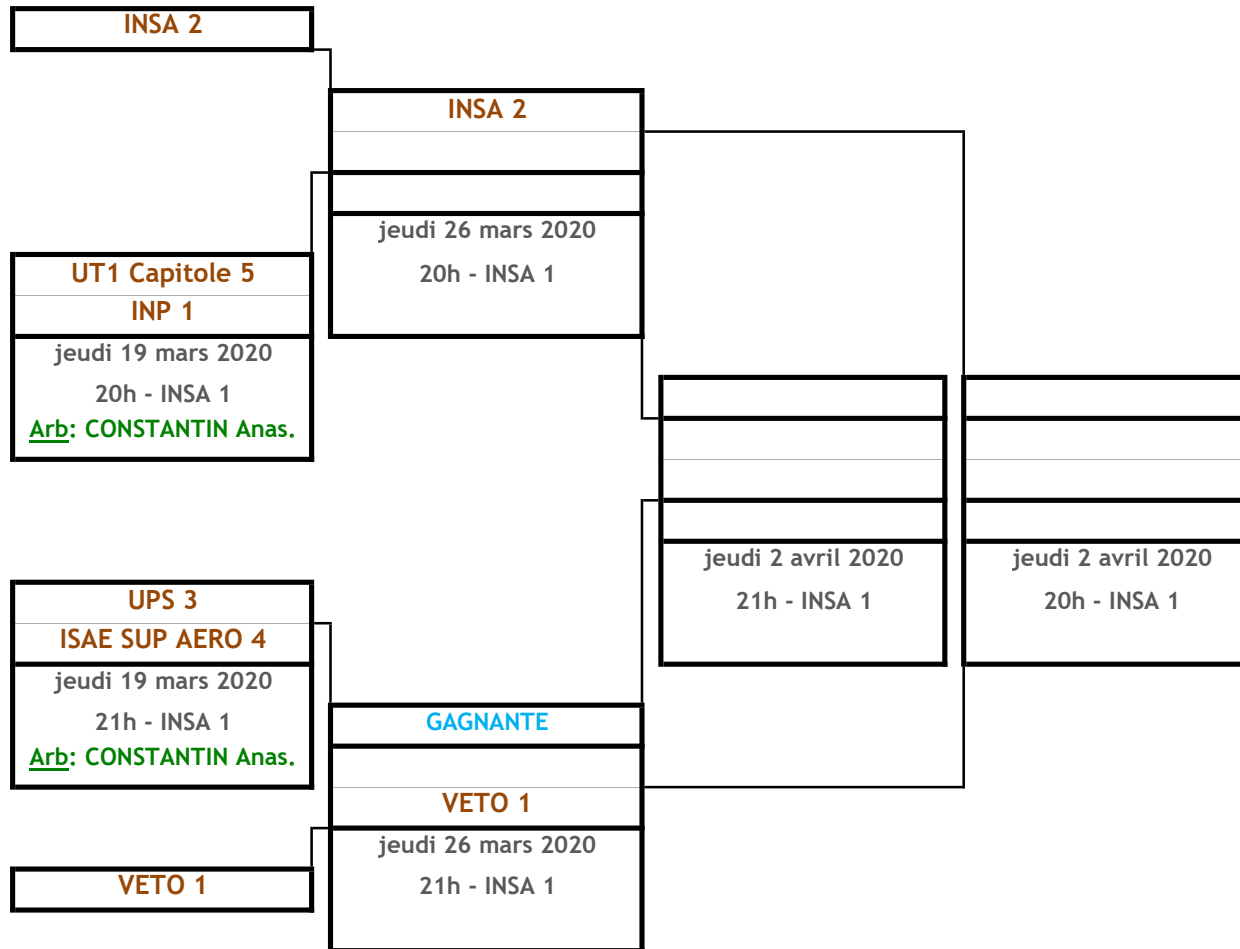 INSA 2
INSA 2
jeudi 26 mars 2020
20h - INSA 1
UT1 Capitole 5
INP 1
jeudi 19 mars 2020
20h - INSA 1
Arb: CONSTANTIN Anas.
jeudi 2 avril 2020
21h - INSA 1
jeudi 2 avril 2020
20h - INSA 1
UPS 3
ISAE SUP AERO 4
jeudi 19 mars 2020
21h - INSA 1
Arb: CONSTANTIN Anas.
GAGNANTE
VETO 1
jeudi 26 mars 2020
21h - INSA 1
VETO 1